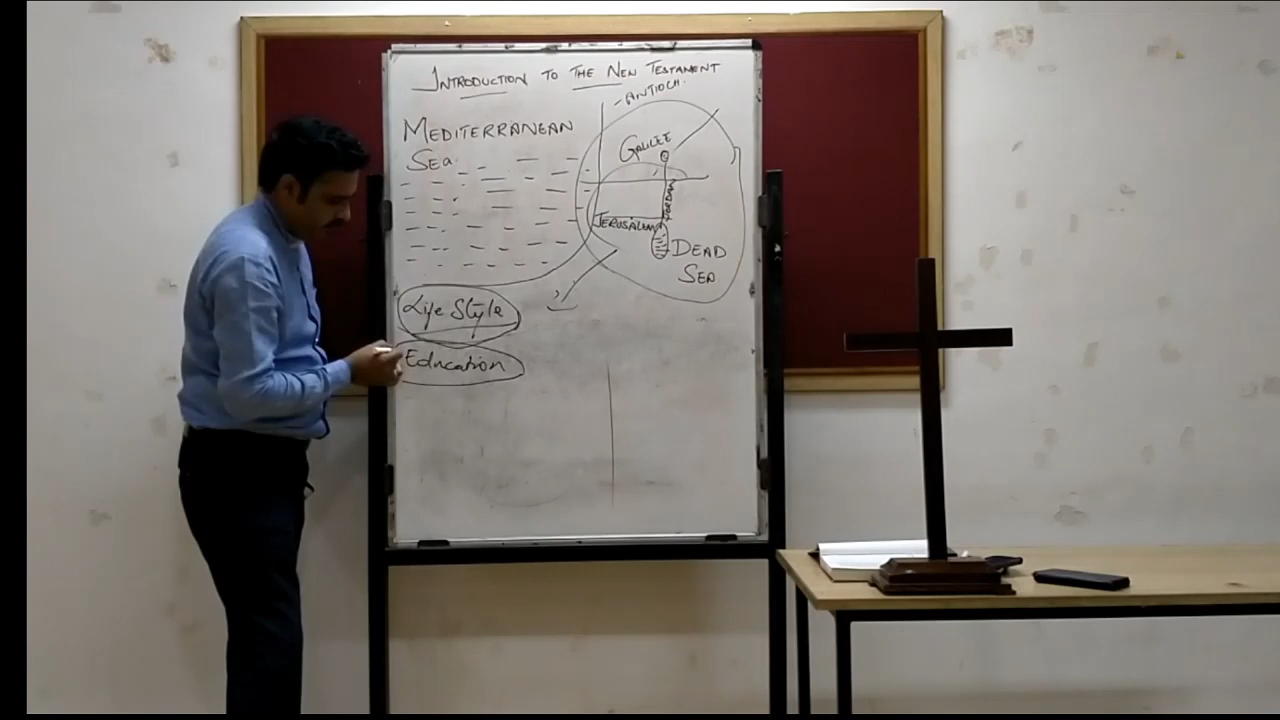 INTRODUCTION TO THE NEW TESTAMENT
-ANTIOCH.
MEDITERRANEAN
Sea
GALILEE
JORDAN
JERUSALEM
DEAD
SEA
Life Style
Education